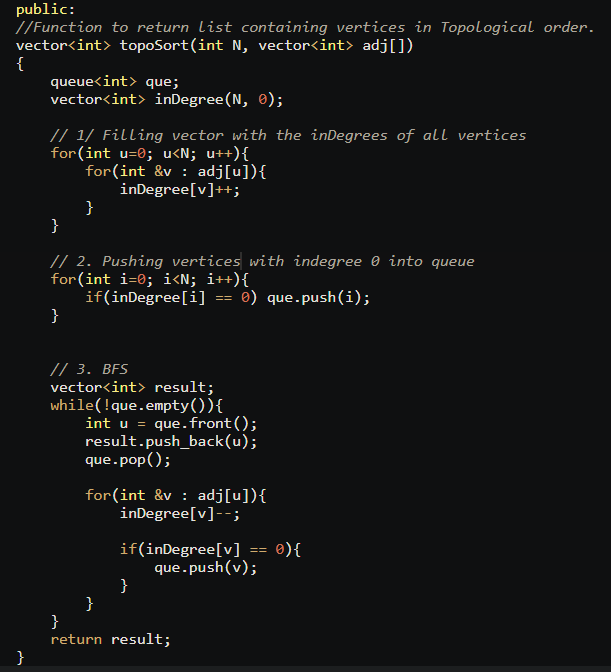 public:
//Function to return list containing vertices in Topological order.
vector<int> topoSort(int N, vector<int> adj[])
{
    queue<int> que;
    vector<int> inDegree(N, 0);

    // 1/ Filling vector with the inDegrees of all vertices
    for(int u=0; u<N; u++){
        for(int &v : adj[u]){
            inDegree[v]++;
        }
    }

    // 2. Pushing vertices with indegree 0 into queue
    for(int i=0; i<N; i++){
        if(inDegree[i] == 0) que.push(i);
    }


    // 3. BFS
    vector<int> result;
    while(!que.empty()){
        int u = que.front();
        result.push_back(u);
        que.pop();

        for(int &v : adj[u]){
            inDegree[v]--;

            if(inDegree[v] == 0){
                que.push(v);
            }
        }
    }
    return result;
}